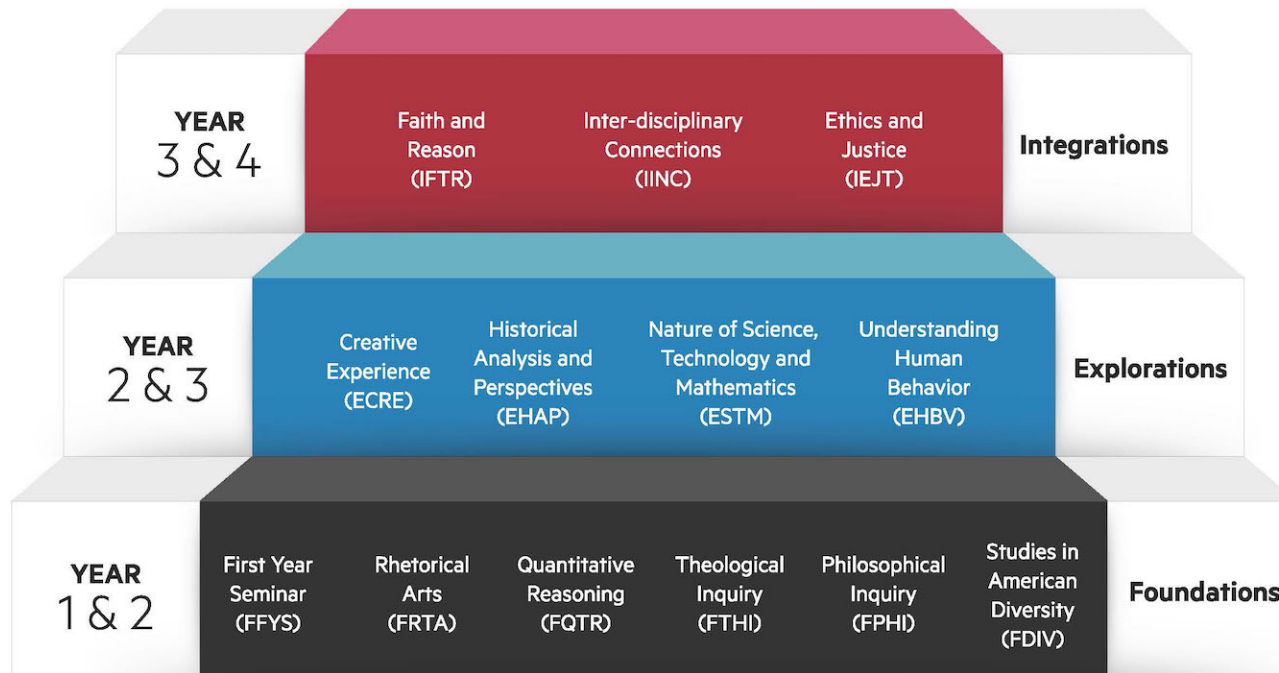 YEAR
3 & 4
Faith and
Reason
(IFTR)
Inter-disciplinary
Connections
(IINC)
Ethics and
Justice
(IEJT)
Integrations
YEAR
2 & 3
Creative
Experience
(ECRE)
Historical
Analysis and
Perspectives
(EHAP)
Nature of Science,
Technology and
Mathematics
(ESTM)
Understanding
Human
Behavior
(EHBV)
Explorations
YEAR
1 & 2
First Year
Seminar
(FFYS)
Rhetorical
Arts
(FRTA)
Quantitative
Reasoning
(FQTR)
Theological
Inquiry
(FTHI)
Philosophical
Inquiry
(FPHI)
Studies in
American
Diversity
(FDIV)
Foundations